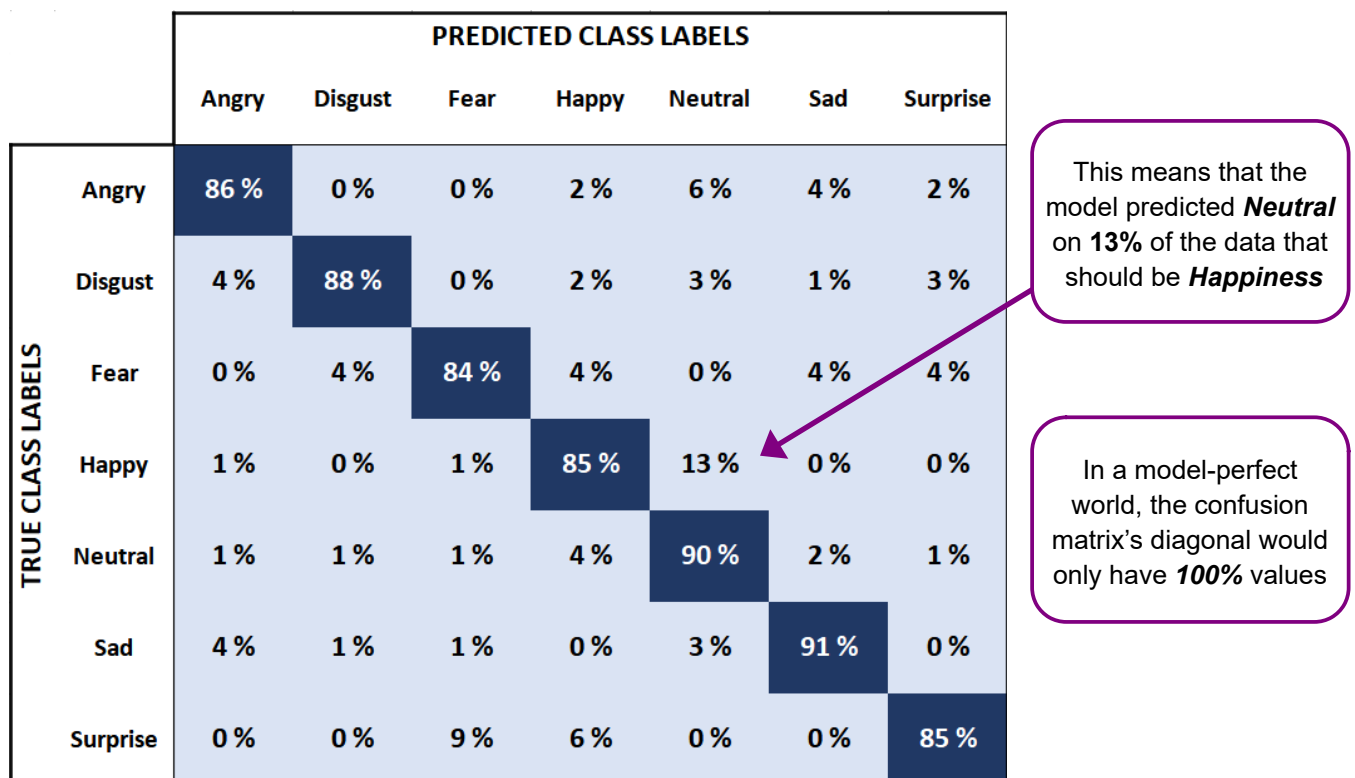 PREDICTED CLASS LABELS
Angry Disgust Fear Happy Neutral Sad Surprise
TRUE CLASS LABELS
Angry 86 % 0 % 0 % 2 % 6 % 4 % 2 %
Disgust 4 % 88 % 0 % 2 % 3 % 1 % 3 %
Fear 0 % 4 % 84 % 4 % 0 % 4 % 4 %
Happy 1 % 0 % 1 % 85 % 13 % 0 % 0 %
Neutral 1 % 1 % 1 % 4 % 90 % 2 % 1 %
Sad 4 % 1 % 1 % 0 % 3 % 91 % 0 %
Surprise 0 % 0 % 9 % 6 % 0 % 0 % 85 %
This means that the
model predicted Neutral
on 13% of the data that
should be Happiness
In a model-perfect
world, the confusion
matrix’s diagonal would
only have 100% values